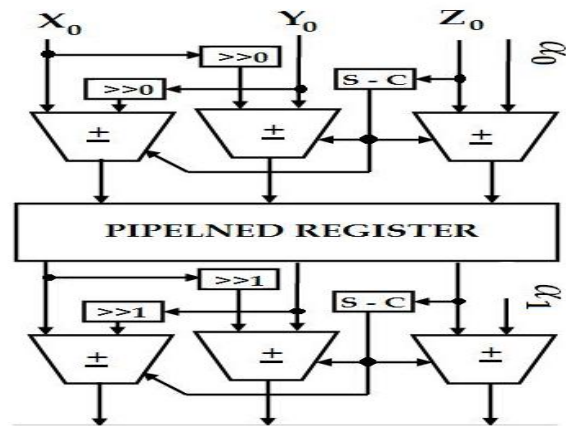 X0 Y0 Z0
>>0 α0
>>0 S - C
± ± ±
PIPELNED REGISTER
>>1 α1
>>1 S - C
± ± ±